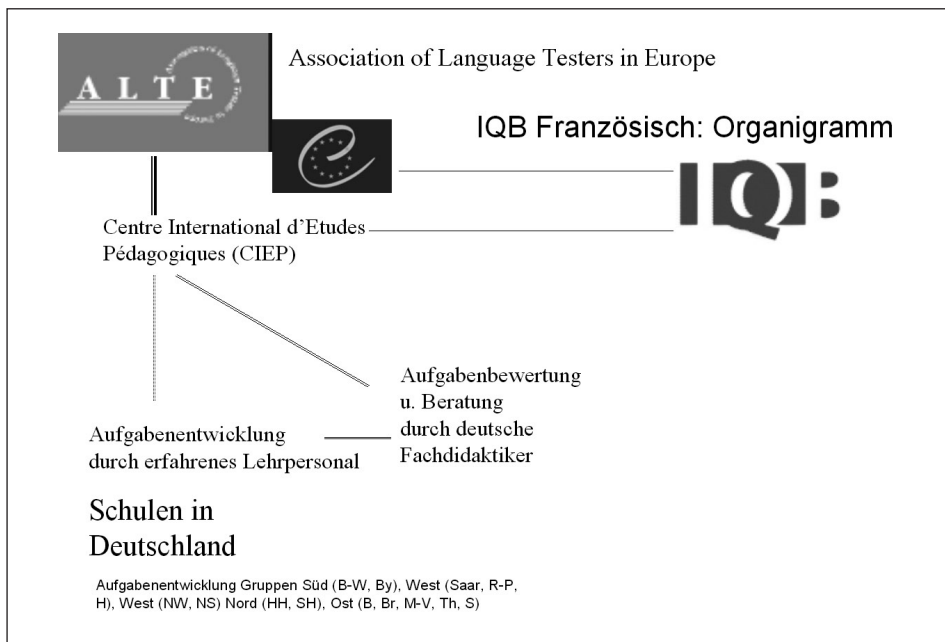 ALTE
Association of Language Testers in Europe
IQB Französisch: Organigramm
IQB
Centre International d'Etudes
Pédagogiques (CIEP)
Aufgabenbewertung
u. Beratung
durch deutsche
Fachdidaktiker
Aufgabenentwicklung
durch erfahrenes Lehrpersonal
Schulen in
Deutschland
Aufgabenentwicklung Gruppen Süd (B-W, By), West (Saar, R-P,
H), West (NW, NS) Nord (HH, SH), Ost (B, Br, M-V, Th, S)